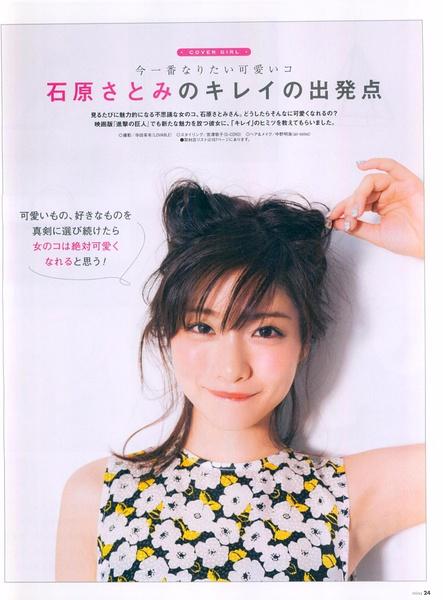 COVER GIRL
今一番なりたい可愛いコ
石原さとみのキレイの出発点
見るたびに魅力的になる不思議な女のコ、石原さとみさん。どうしたらそんなに可愛くなれるの?
映画版『進撃の巨人』でも新たな魅力を放つ彼女に、「キレイ」のヒミツを教えてもらいました。
可愛いもの、好きなものを
真剣に選び続けたら
女のコは絶対可愛く
なれると思う!
mina 24